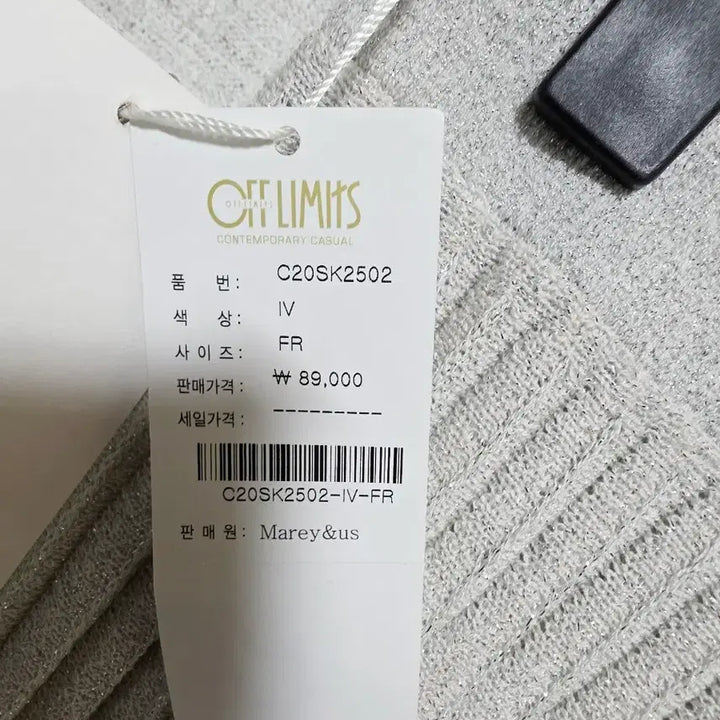 OFF LIMITS
OFFLIMITS
CONTEMPORARY CASUAL
품 번: C20SK2502
색 상: IV
사 이 즈: FR
판매가격: ₩ 89,000
세일가격: ---------
C20SK2502-IV-FR
판 매 원: Marey&us